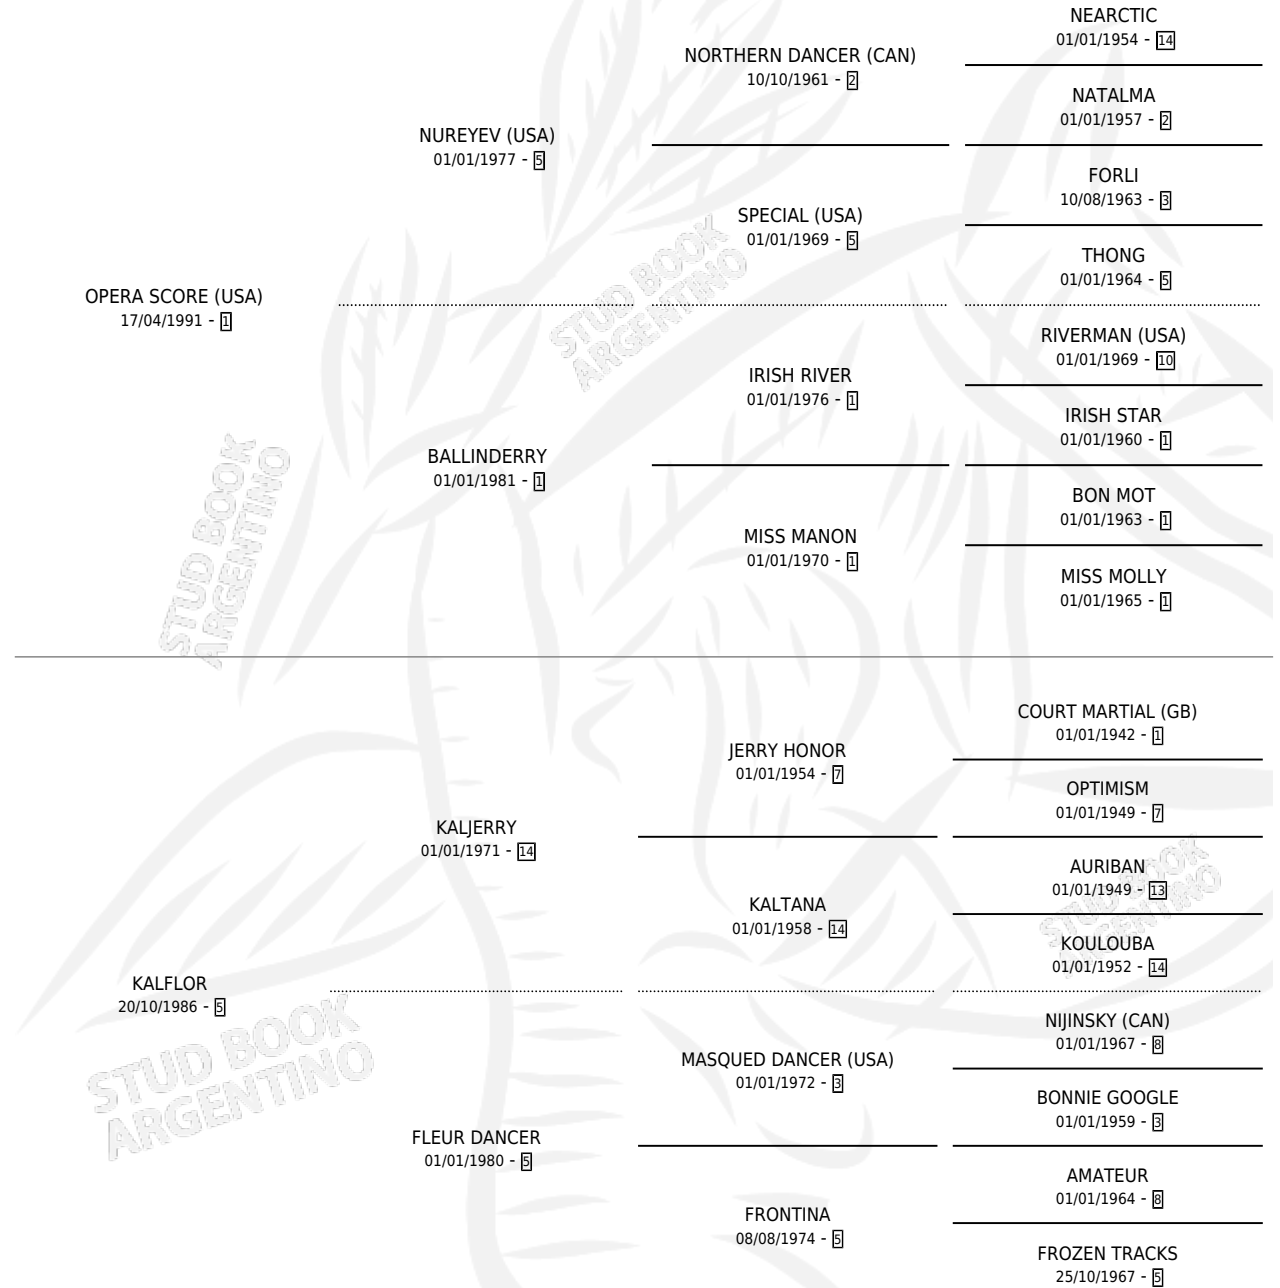 NEARCTIC
01/01/1954 - 14
NORTHERN DANCER (CAN)
10/10/1961 - 2
NATALMA
01/01/1957 - 2
NUREYEV (USA)
01/01/1977 - 5
FORLI
10/08/1963 - 3
SPECIAL (USA)
01/01/1969 - 5
THONG
01/01/1964 - 5
OPERA SCORE (USA)
17/04/1991 - 1
RIVERMAN (USA)
01/01/1969 - 10
IRISH RIVER
01/01/1976 - 1
IRISH STAR
01/01/1960 - 1
BALLINDERRY
01/01/1981 - 1
BON MOT
01/01/1963 - 1
MISS MANON
01/01/1970 - 1
MISS MOLLY
01/01/1965 - 1
COURT MARTIAL (GB)
01/01/1942 - 1
JERRY HONOR
01/01/1954 - 7
OPTIMISM
01/01/1949 - 7
KALJERRY
01/01/1971 - 14
AURIBAN
01/01/1949 - 13
KALTANA
01/01/1958 - 14
KOULOUBA
01/01/1952 - 14
KALFLOR
20/10/1986 - 5
NIJINSKY (CAN)
01/01/1967 - 8
MASQUED DANCER (USA)
01/01/1972 - 3
BONNIE GOOGLE
01/01/1959 - 3
FLEUR DANCER
01/01/1980 - 5
AMATEUR
01/01/1964 - 8
FRONTINA
08/08/1974 - 5
FROZEN TRACKS
25/10/1967 - 5
STUD BOOK
ARGENTINO
STUD BOOK
ARGENTINO
STUD BOOK
ARGENTINO
STUD BOOK
ARGENTINO